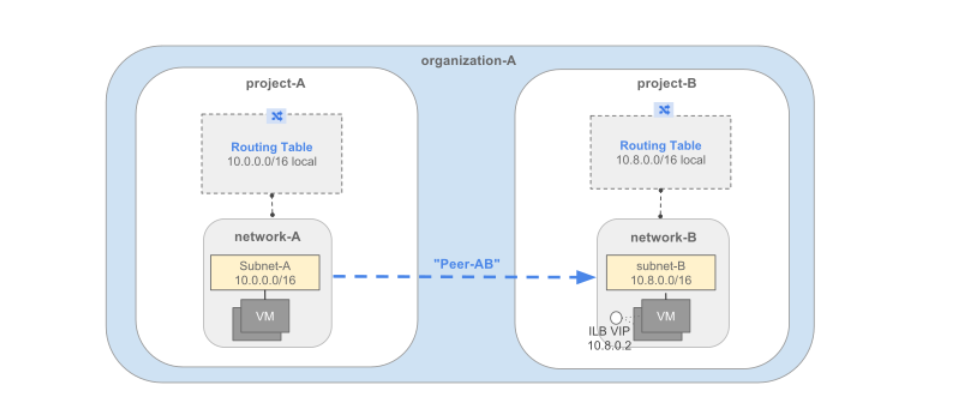 organization-A
project-A
Routing Table
10.0.0.0/16 local
network-A
Subnet-A
10.0.0.0/16
VM
"Peer-AB"
project-B
Routing Table
10.8.0.0/16 local
network-B
subnet-B
10.8.0.0/16
VM
ILB VIP
10.8.0.2